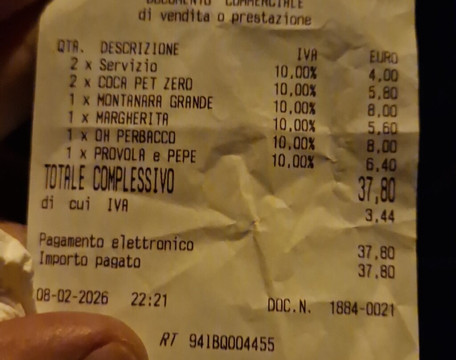 DOCUMENTO COMMERCIALE
di vendita o prestazione
QTA. DESCRIZIONE IVA EURO
2 x Servizio 10,00% 4,00
2 x COCA PET ZERO 10,00% 5,80
1 x MONTANARA GRANDE 10,00% 8,00
1 x MARGHERITA 10,00% 5,60
1 x OH PERBACCO 10,00% 8,00
1 x PROVOLA e PEPE 10,00% 6,40
TOTALE COMPLESSIVO 37,80
di cui IVA 3,44
Pagamento elettronico 37,80
Importo pagato 37,80
08-02-2026 22:21 DOC.N. 1884-0021
RT 94IBQ004455